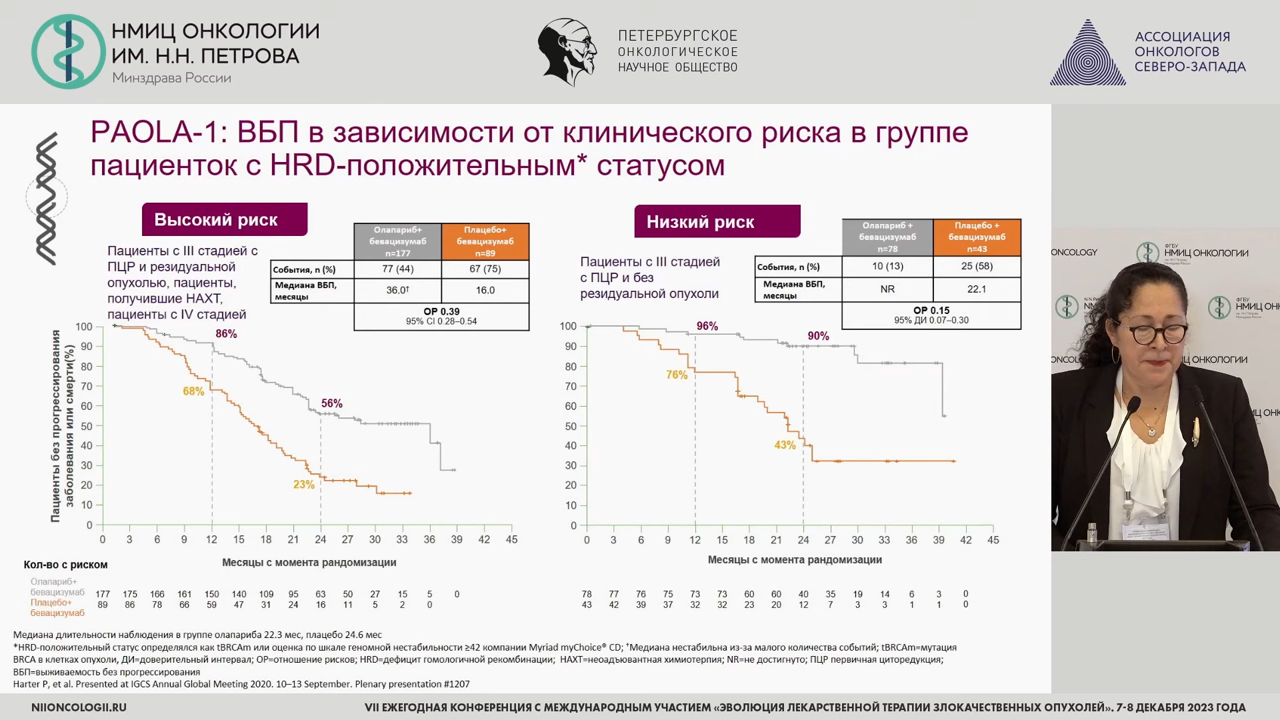 НМИЦ ОНКОЛОГИИ
ИМ. Н.Н. ПЕТРОВА
Минздрава России
ПЕТЕРБУРГСКОЕ
ОНКОЛОГИЧЕСКОЕ
НАУЧНОЕ ОБЩЕСТВО
АССОЦИАЦИЯ
ОНКОЛОГОВ
СЕВЕРО-ЗАПАДА
PAOLA-1: ВБП в зависимости от клинического риска в группе
пациенток с HRD-положительным* статусом
Высокий риск
Пациенты с III стадией с
ПЦР и резидуальной
опухолью, пациенты,
получившие НАХТ,
пациенты с IV стадией
Олапариб+ бевацизумаб n=177 Плацебо+ бевацизумаб n=89
События, n (%) 77 (44) 67 (75)
Медиана ВБП, месяцы 36.0† 16.0
ОР 0.39
95% CI 0.28–0.54
Пациенты без прогрессирования
заболевания или смерти(%)
100
90
80
70
60
50
40
30
20
10
0
86%
68%
56%
23%
0 3 6 9 12 15 18 21 24 27 30 33 36 39 42 45
Месяцы с момента рандомизации
Низкий риск
Пациенты с III стадией
с ПЦР и без
резидуальной опухоли
Олапариб + бевацизумаб n=78 Плацебо + бевацизумаб n=43
События, n (%) 10 (13) 25 (58)
Медиана ВБП, месяцы NR 22.1
ОР 0.15
95% ДИ 0.07–0.30
100
90
80
70
60
50
40
30
20
10
0
96%
90%
76%
43%
0 3 6 9 12 15 18 21 24 27 30 33 36 39 42 45
Месяцы с момента рандомизации
Кол-во с риском
Олапариб+
бевацизумаб 177 175 166 161 150 140 109 95 63 50 27 15 5 0
Плацебо+
бевацизумаб 89 86 78 66 59 47 31 24 16 11 5 2 0
78 77 76 75 73 73 60 60 40 35 19 14 6 3 0
43 42 39 37 32 32 23 20 12 7 3 3 1 1 0
Медиана длительности наблюдения в группе олапариба 22.3 мес, плацебо 24.6 мес
*HRD-положительный статус определялся как tBRCAm или оценка по шкале геномной нестабильности ≥42 компании Myriad myChoice® CD; †Медиана нестабильна из-за малого количества событий; tBRCAm=мутация
BRCA в клетках опухоли, ДИ=доверительный интервал; ОР=отношение рисков; HRD=дефицит гомологичной рекомбинации; НАХТ=неоадъювантная химиотерпия; NR=не достигнуто; ПЦР первичная циторедукция;
ВБП=выживаемость без прогрессирования
Harter P, et al. Presented at IGCS Annual Global Meeting 2020. 10–13 September. Plenary presentation #1207
ONCOLOGY
ФГБУ
НМИЦ ОНКОЛОГИИ
ФГБУ
НМИЦ
ONCOLOGY
НМИЦ ОН
NIIONCOLOGII.RU
VII ЕЖЕГОДНАЯ КОНФЕРЕНЦИЯ С МЕЖДУНАРОДНЫМ УЧАСТИЕМ «ЭВОЛЮЦИЯ ЛЕКАРСТВЕННОЙ ТЕРАПИИ ЗЛОКАЧЕСТВЕННЫХ ОПУХОЛЕЙ». 7-8 ДЕКАБРЯ 2023 ГОДА